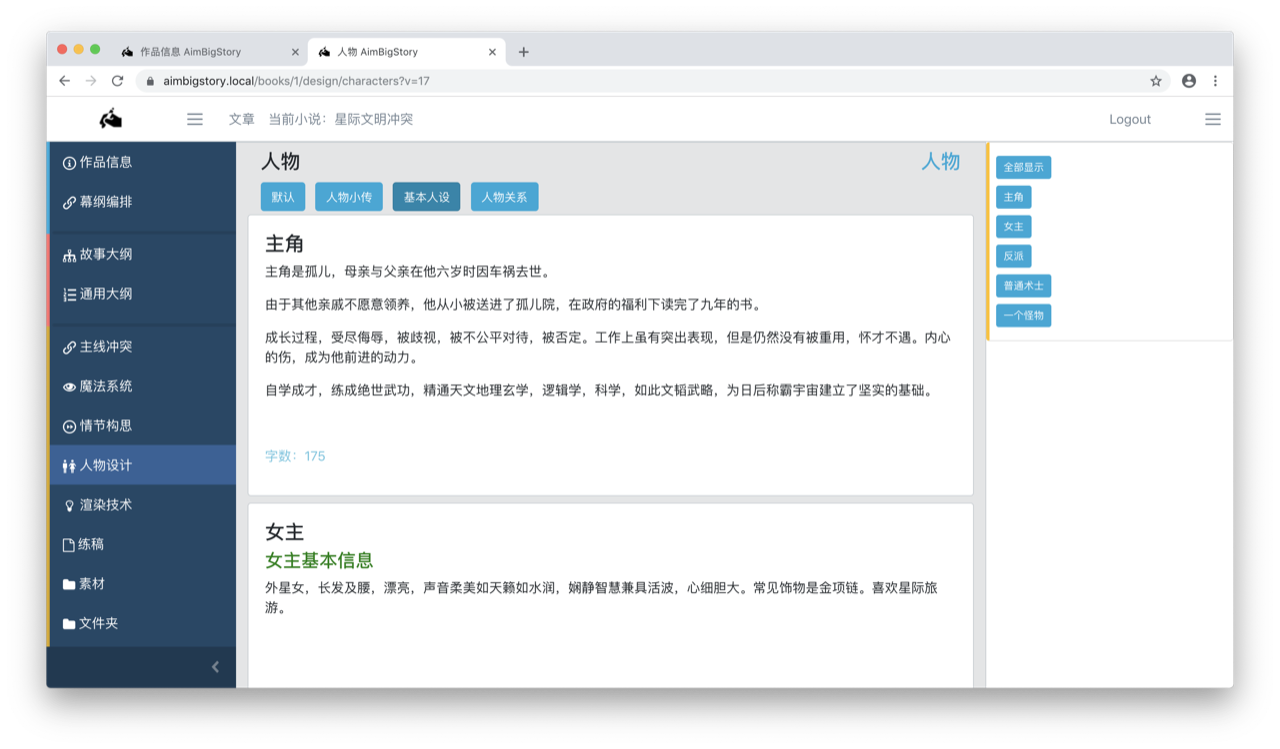 作品信息 AimBigStory
人物 AimBigStory
aimbigstory.local/books/1/design/characters?v=17
文章 当前小说：星际文明冲突
Logout
作品信息
幕纲编排
故事大纲
通用大纲
主线冲突
魔法系统
情节构思
人物设计
渲染技术
练稿
素材
文件夹
人物
人物
默认 人物小传 基本人设 人物关系
主角
主角是孤儿，母亲与父亲在他六岁时因车祸去世。
由于其他亲戚不愿意领养，他从小被送进了孤儿院，在政府的福利下读完了九年的书。
成长过程，受尽侮辱，被歧视，被不公平对待，被否定。工作上虽有突出表现，但是仍然没有被重用，怀才不遇。内心
的伤，成为他前进的动力。
自学成才，练成绝世武功，精通天文地理玄学，逻辑学，科学，如此文韬武略，为日后称霸宇宙建立了坚实的基础。
字数：175
女主
女主基本信息
外星女，长发及腰，漂亮，声音柔美如天籁如水润，娴静智慧兼具活波，心细胆大。常见饰物是金项链。喜欢星际旅
游。
全部显示
主角
女主
反派
普通术士
一个怪物